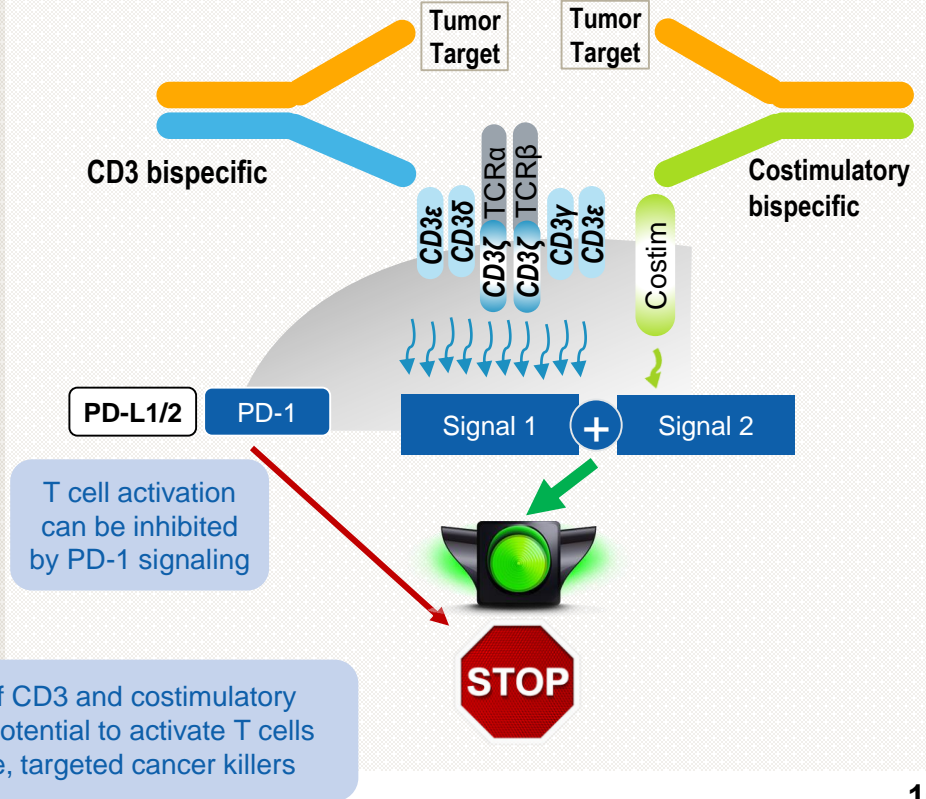 Tumor
Target
Tumor
Target
CD3 bispecific
Costimulatory
bispecific
CD3ε
CD3δ
TCRα
CD3ζ
TCRβ
CD3ζ
CD3γ
CD3ε
Costim
PD-L1/2
PD-1
Signal 1
+
Signal 2
T cell activation
can be inhibited
by PD-1 signaling
STOP
CD3 and costimulatory
potential to activate T cells
targeted cancer killers
1